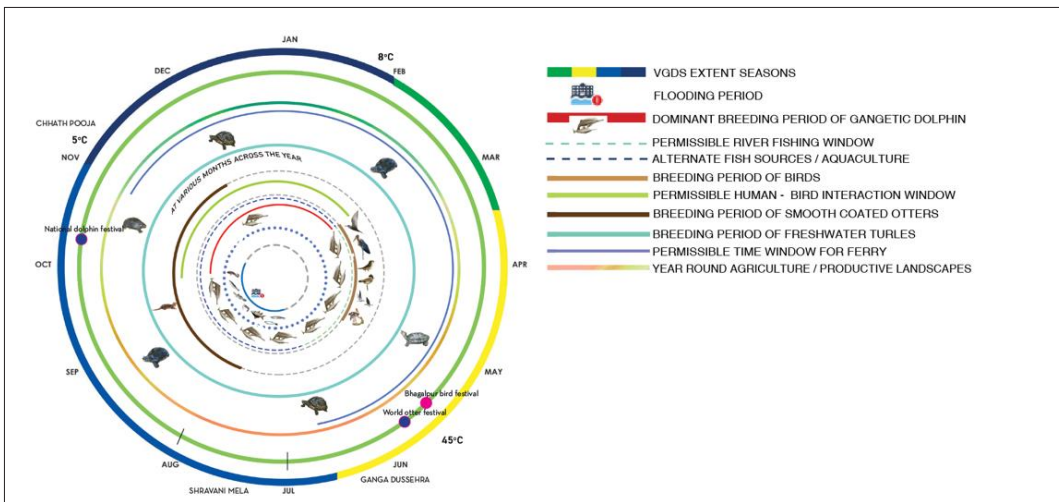 JAN
8°C
FEB
DEC
CHHATH POOJA
5°C
NOV
MAR
AT VARIOUS MONTHS ACROSS THE YEAR
National dolphin festival
OCT
APR
SEP
MAY
Bhagalpur bird festival
World otter festival
45°C
AUG
JUN
SHRAVANI MELA
JUL
GANGA DUSSEHRA
VGDS EXTENT SEASONS
FLOODING PERIOD
DOMINANT BREEDING PERIOD OF GANGETIC DOLPHIN
PERMISSIBLE RIVER FISHING WINDOW
ALTERNATE FISH SOURCES / AQUACULTURE
BREEDING PERIOD OF BIRDS
PERMISSIBLE HUMAN - BIRD INTERACTION WINDOW
BREEDING PERIOD OF SMOOTH COATED OTTERS
BREEDING PERIOD OF FRESHWATER TURLES
PERMISSIBLE TIME WINDOW FOR FERRY
YEAR ROUND AGRICULTURE / PRODUCTIVE LANDSCAPES